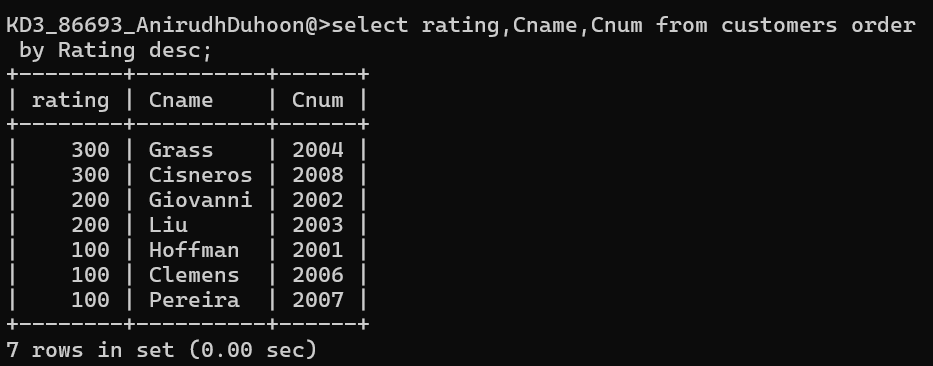 KD3_86693_AnirudhDuhoon@>select rating,Cname,Cnum from customers order
 by Rating desc;
+--------+----------+------+
| rating | Cname    | Cnum |
+--------+----------+------+
|    300 | Grass    | 2004 |
|    300 | Cisneros | 2008 |
|    200 | Giovanni | 2002 |
|    200 | Liu      | 2003 |
|    100 | Hoffman  | 2001 |
|    100 | Clemens  | 2006 |
|    100 | Pereira  | 2007 |
+--------+----------+------+
7 rows in set (0.00 sec)